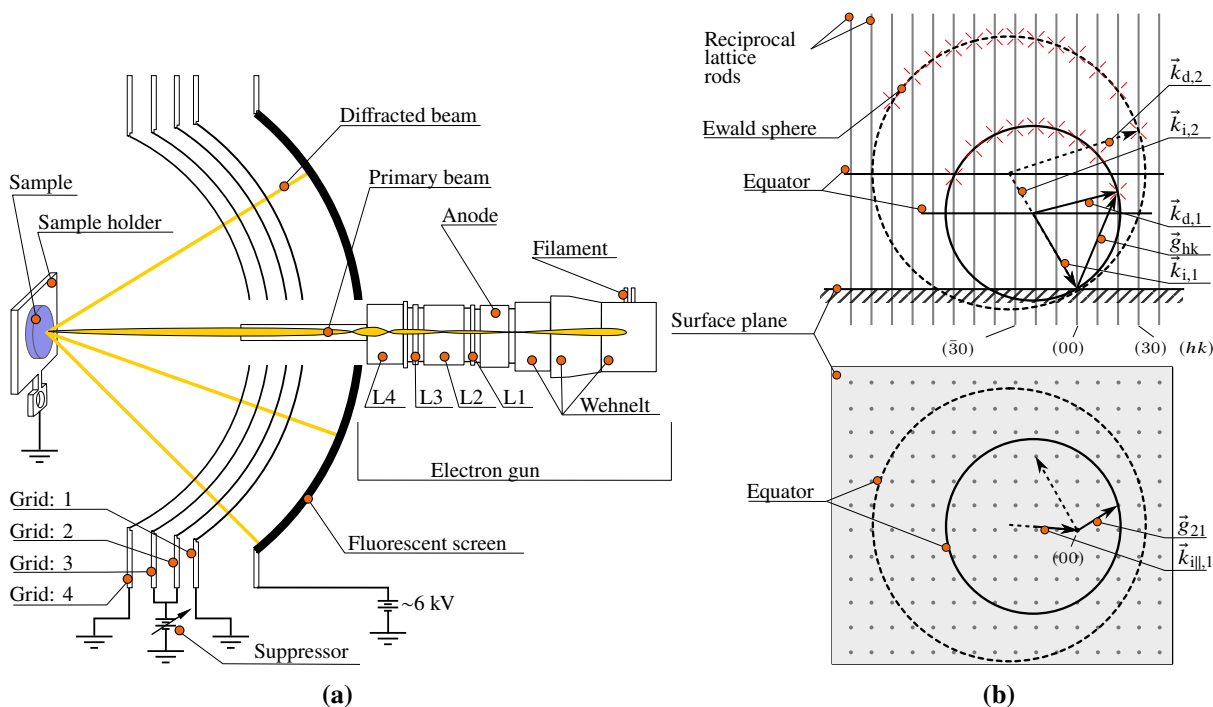 Diffracted beam
Primary beam
Anode
Filament
Sample
Sample holder
L4
L3
L2
L1
Wehnelt
Electron gun
Grid: 1
Grid: 2
Grid: 3
Grid: 4
Fluorescent screen
~6 kV
Suppressor
(a)
Reciprocal
lattice
rods
Ewald sphere
Equator
Surface plane
k⃗d,2
k⃗i,2
k⃗d,1
g⃗hk
k⃗i,1
(3̄0)
(00)
(30)
(hk)
Equator
g⃗21
k⃗i||,1
(00)
(b)